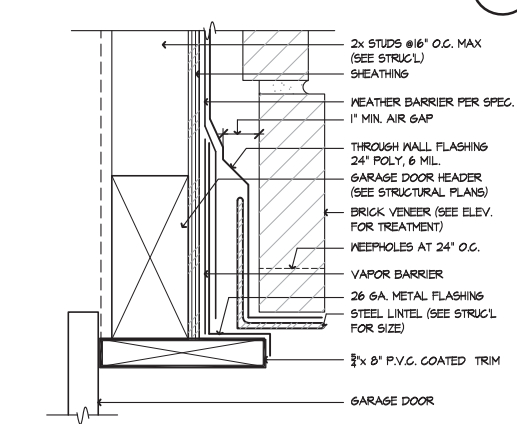 2x STUDS @16" O.C. MAX
(SEE STRUC'L)
SHEATHING
WEATHER BARRIER PER SPEC.
1" MIN. AIR GAP
THROUGH WALL FLASHING
24" POLY, 6 MIL.
GARAGE DOOR HEADER
(SEE STRUCTURAL PLANS)
BRICK VENEER (SEE ELEV.
FOR TREATMENT)
WEEPHOLES AT 24" O.C.
VAPOR BARRIER
26 GA. METAL FLASHING
STEEL LINTEL (SEE STRUC'L
FOR SIZE)
5/4"x 8" P.V.C. COATED TRIM
GARAGE DOOR